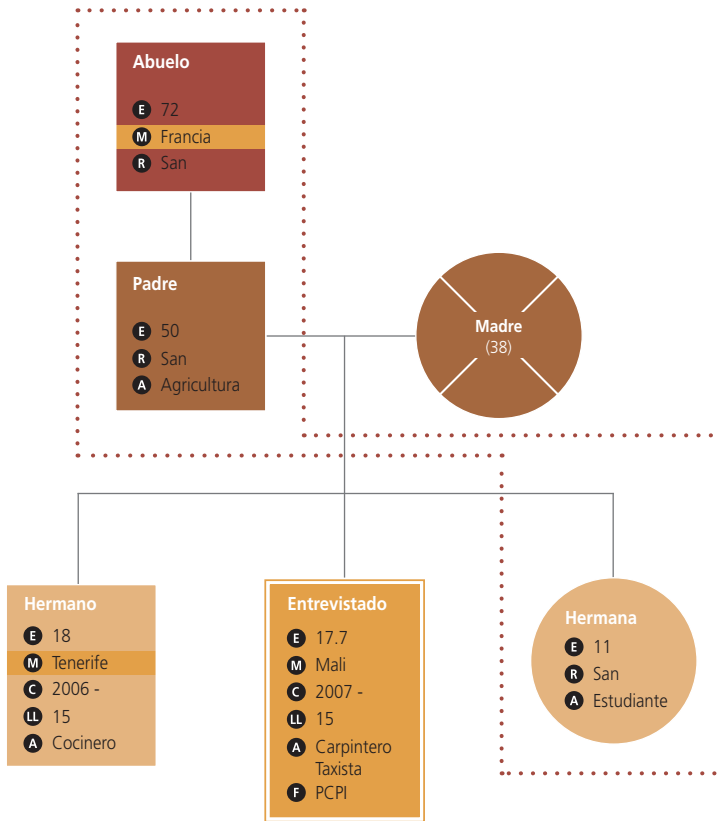 Abuelo
E 72
M Francia
R San
Padre
E 50
R San
A Agricultura
Madre
(38)
Hermano
E 18
M Tenerife
C 2006 -
LL 15
A Cocinero
Entrevistado
E 17.7
M Mali
C 2007 -
LL 15
A Carpintero
Taxista
F PCPI
Hermana
E 11
R San
A Estudiante